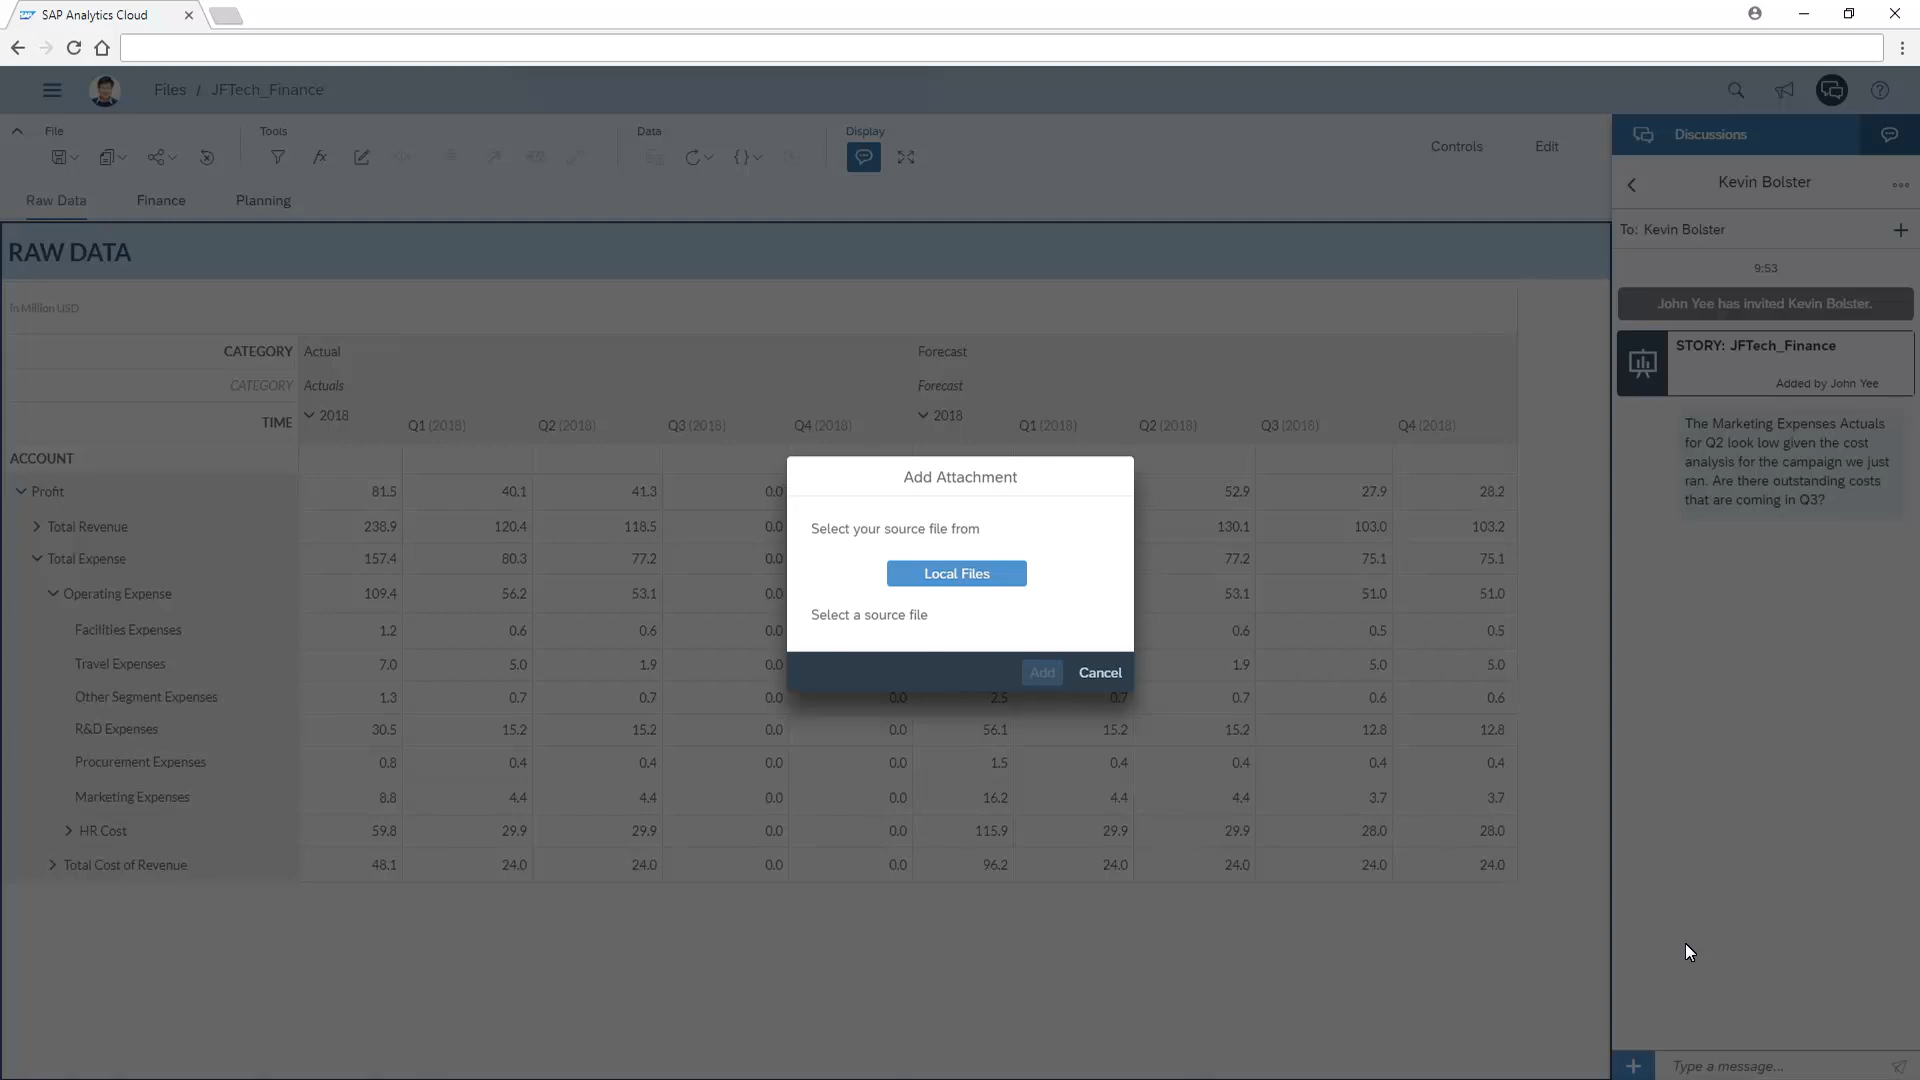 SAP Analytics Cloud
Files / JFTech_Finance
File
Tools
Data
Display
Controls
Edit
Raw Data
Finance
Planning
RAW DATA
in Million USD
CATEGORY Actual Forecast
CATEGORY Actuals Forecast
TIME 2018 Q1 (2018) Q2 (2018) Q3 (2018) Q4 (2018) 2018 Q1 (2018) Q2 (2018) Q3 (2018) Q4 (2018)
ACCOUNT
Profit 81.5 40.1 41.3 0.0 52.9 27.9 28.2
Total Revenue 238.9 120.4 118.5 0.0 130.1 103.0 103.2
Total Expense 157.4 80.3 77.2 0.0 77.2 75.1 75.1
Operating Expense 109.4 56.2 53.1 0.0 53.1 51.0 51.0
Facilities Expenses 1.2 0.6 0.6 0.0 0.6 0.5 0.5
Travel Expenses 7.0 5.0 1.9 0.0 1.9 5.0 5.0
Other Segment Expenses 1.3 0.7 0.7 0.0 0.0 2.5 0.7 0.7 0.6 0.6
R&D Expenses 30.5 15.2 15.2 0.0 0.0 56.1 15.2 15.2 12.8 12.8
Procurement Expenses 0.8 0.4 0.4 0.0 0.0 1.5 0.4 0.4 0.4 0.4
Marketing Expenses 8.8 4.4 4.4 0.0 0.0 16.2 4.4 4.4 3.7 3.7
HR Cost 59.8 29.9 29.9 0.0 0.0 115.9 29.9 29.9 28.0 28.0
Total Cost of Revenue 48.1 24.0 24.0 0.0 0.0 96.2 24.0 24.0 24.0 24.0
Add Attachment
Select your source file from
Local Files
Select a source file
Add
Cancel
Discussions
Kevin Bolster
To: Kevin Bolster
9:53
John Yee has invited Kevin Bolster.
STORY: JFTech_Finance
Added by John Yee
The Marketing Expenses Actuals
for Q2 look low given the cost
analysis for the campaign we just
ran. Are there outstanding costs
that are coming in Q3?
Type a message...